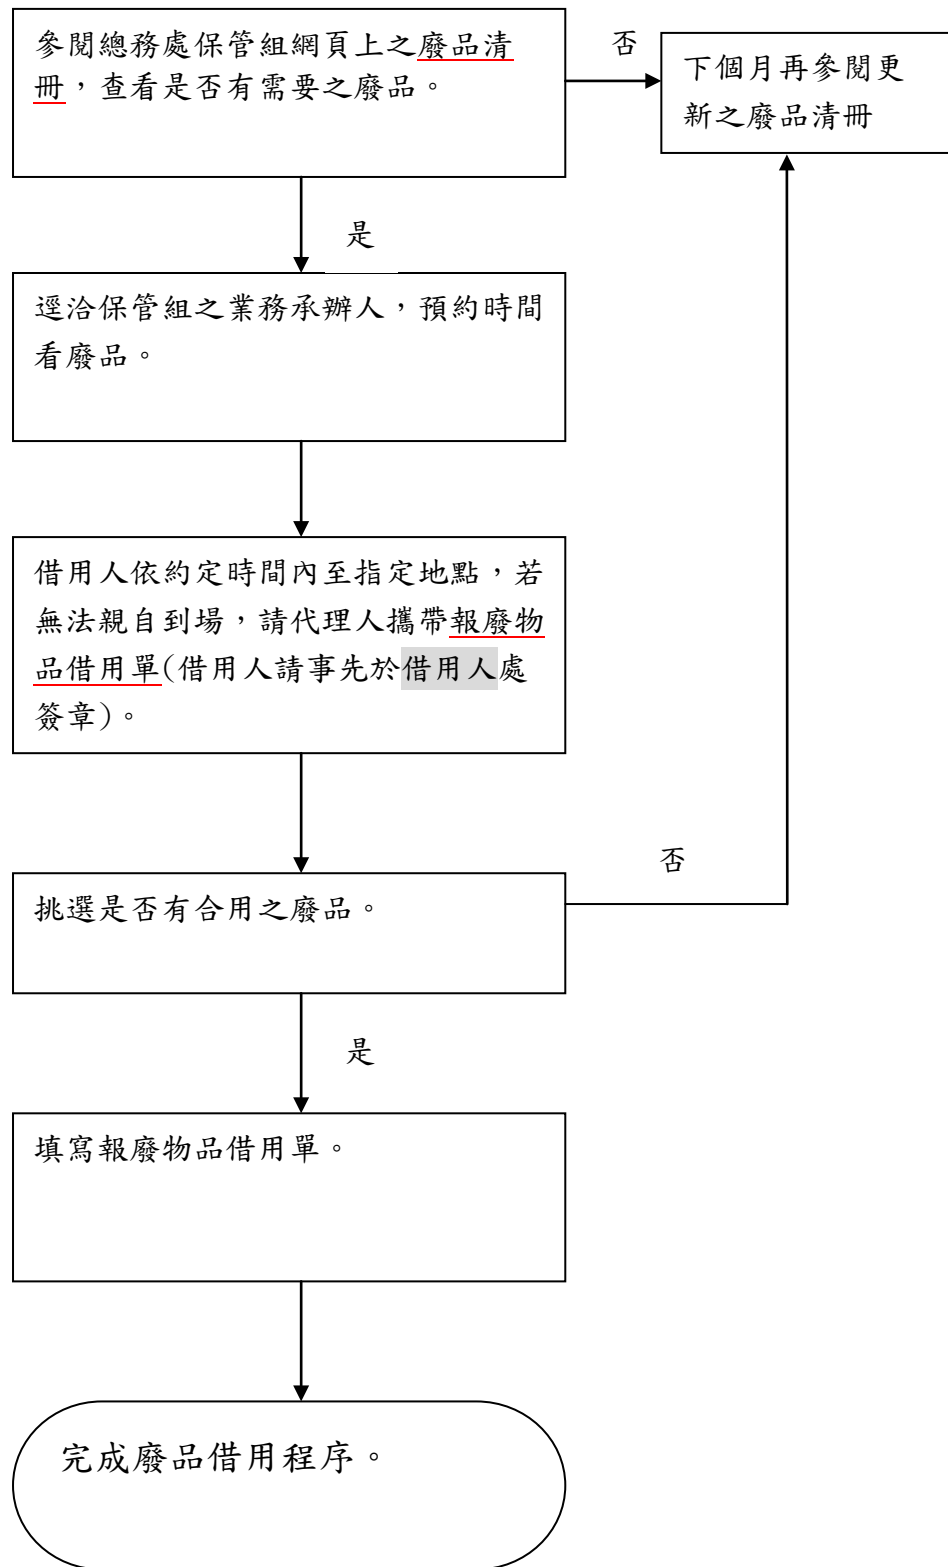 參閱總務處保管組網頁上之廢品清
冊，查看是否有需要之廢品。
否
下個月再參閱更
新之廢品清冊
是
逕洽保管組之業務承辦人，預約時間
看廢品。
借用人依約定時間內至指定地點，若
無法親自到場，請代理人攜帶報廢物
品借用單(借用人請事先於借用人處
簽章)。
否
挑選是否有合用之廢品。
是
填寫報廢物品借用單。
完成廢品借用程序。